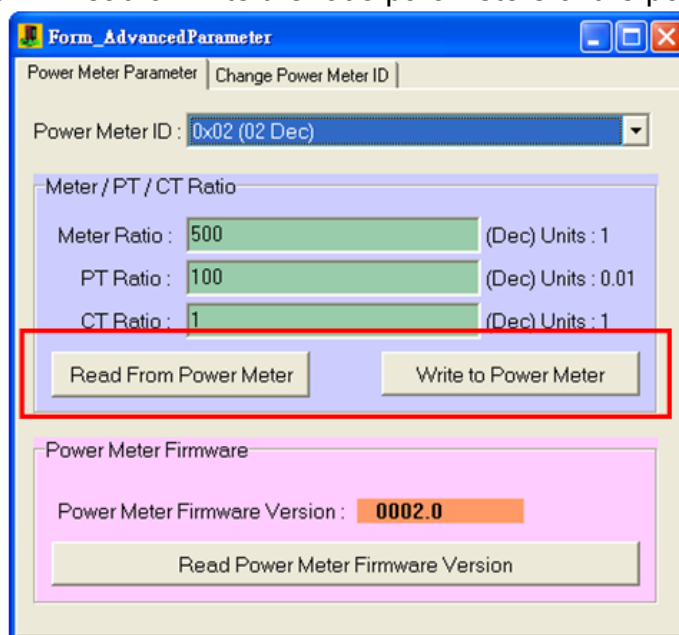 Form_AdvancedParameter
Power Meter Parameter Change Power Meter ID
Power Meter ID : 0x02 (02 Dec)
Meter / PT / CT Ratio
Meter Ratio : 500 (Dec) Units : 1
PT Ratio : 100 (Dec) Units : 0.01
CT Ratio : 1 (Dec) Units : 1
Read From Power Meter Write to Power Meter
Power Meter Firmware
Power Meter Firmware Version : 0002.0
Read Power Meter Firmware Version